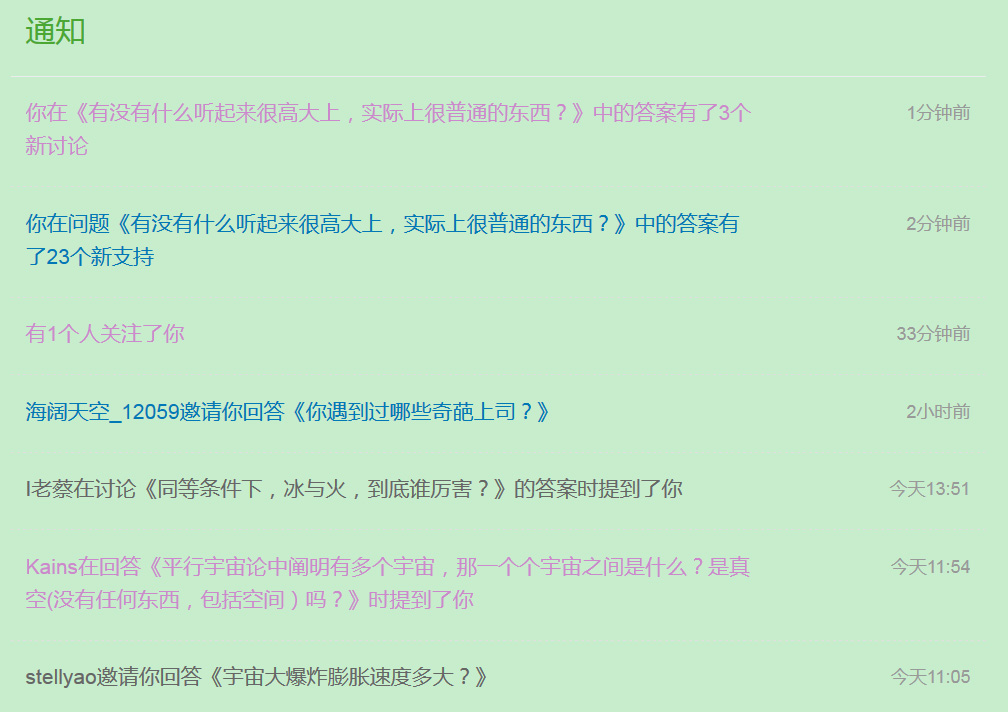 通知
你在《有没有什么听起来很高大上，实际上很普通的东西？》中的答案有了3个
1分钟前
新讨论
你在问题《有没有什么听起来很高大上，实际上很普通的东西？》中的答案有
2分钟前
了23个新支持
有1个人关注了你
33分钟前
海阔天空_12059邀请你回答《你遇到过哪些奇葩上司？》
2小时前
I老蔡在讨论《同等条件下，冰与火，到底谁厉害？》的答案时提到了你
今天13:51
Kains在回答《平行宇宙论中阐明有多个宇宙，那一个个宇宙之间是什么？是真
今天11:54
空(没有任何东西，包括空间）吗？》时提到了你
stellyao邀请你回答《宇宙大爆炸膨胀速度多大？》
今天11:05